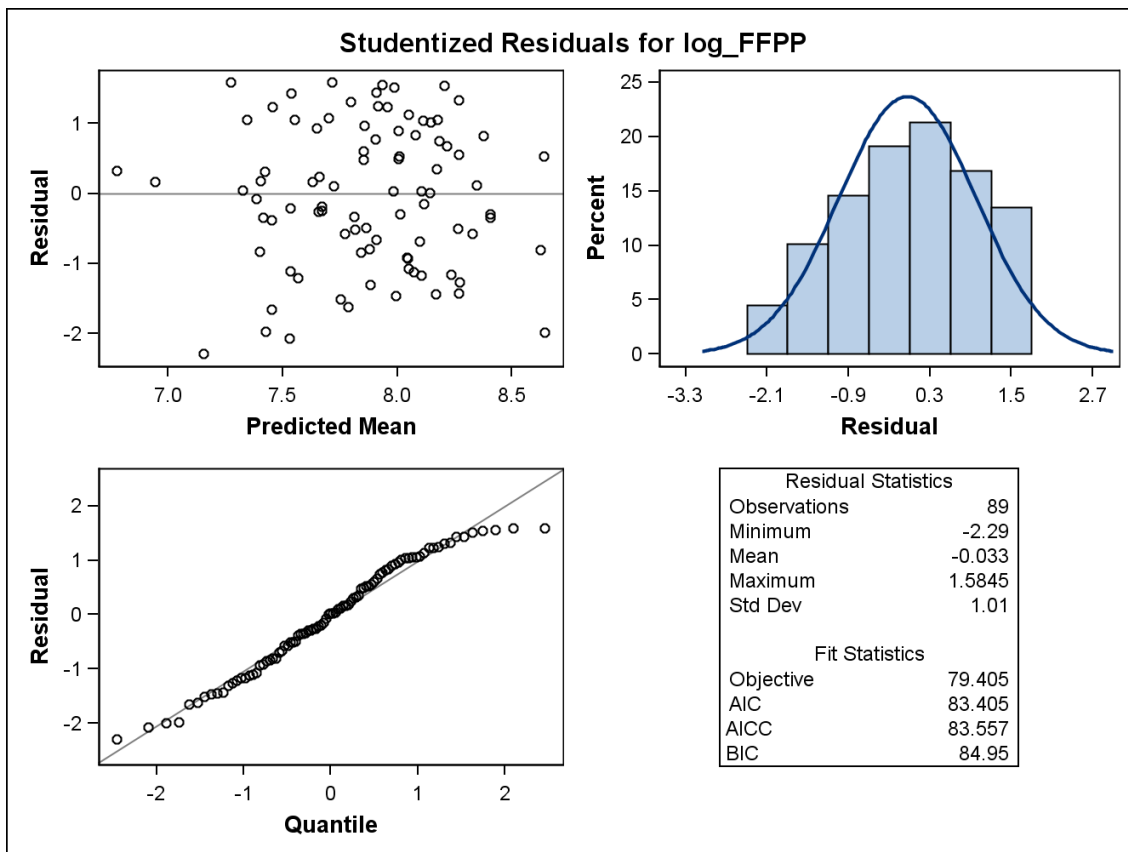 Studentized Residuals for log_FFPP
1
0
-1
-2
Residual
7.0 7.5 8.0 8.5
Predicted Mean
25
20
15
10
5
0
Percent
-3.3 -2.1 -0.9 0.3 1.5 2.7
Residual
2
1
0
-1
-2
Residual
-2 -1 0 1 2
Quantile
Residual Statistics
Observations 89
Minimum -2.29
Mean -0.033
Maximum 1.5845
Std Dev 1.01
Fit Statistics
Objective 79.405
AIC 83.405
AICC 83.557
BIC 84.95